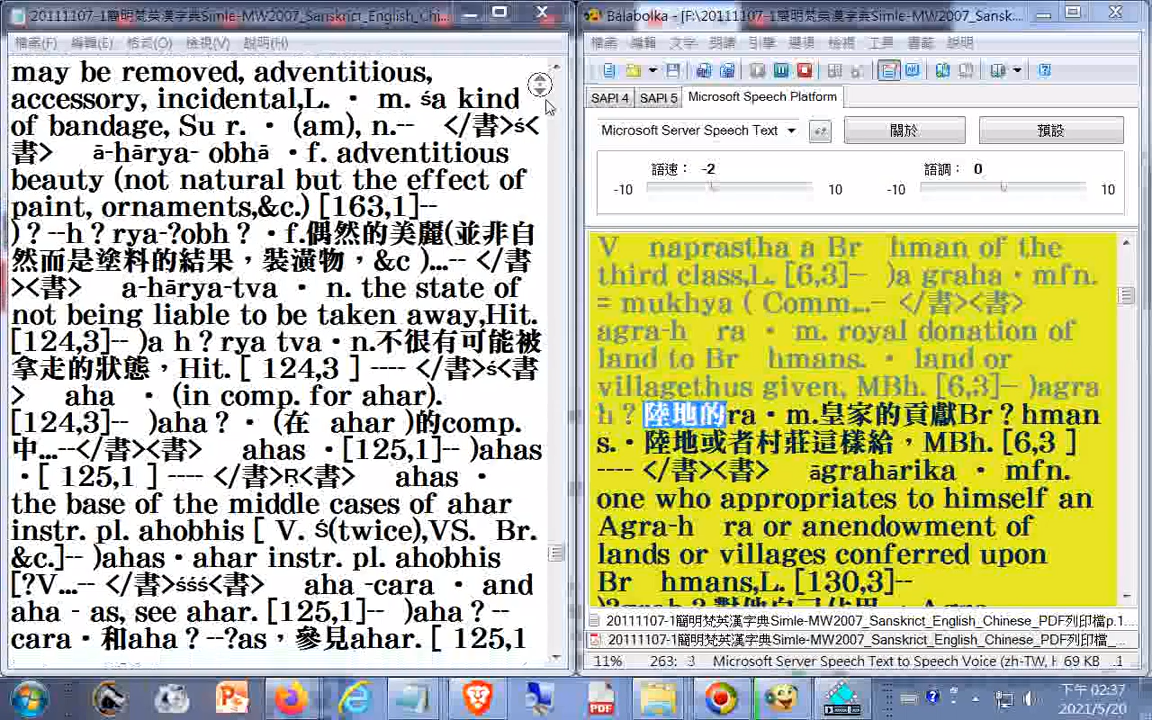 20111107-1簡明梵英漢字典Simle-MW2007_Sanskrict_English_Chi...
檔案(F) 編輯(E) 格式(O) 檢視(V) 說明(H)
may be removed, adventitious,
accessory, incidental,L. • m. śa kind
of bandage, Su r. • (am), n.-- </書>ś<
書> ā-hārya- obhā • f. adventitious
beauty (not natural but the effect of
paint, ornaments,&c.) [163,1]--
)? --h ? rya-?obh ? • f.偶然的美麗(並非自
然而是塗料的結果，裝潢物，&c )...-- </書
><書> a-hārya-tva • n. the state of
not being liable to be taken away,Hit.
[124,3]-- )a h ? rya tva • n.不很有可能被
拿走的狀態，Hit. [ 124,3 ] ---- </書>ś<書
> aha • (in comp. for ahar).
[124,3]-- )aha ? • (在 ahar )的comp.
中...--</書><書> ahas •[125,1]-- )ahas
• [ 125,1 ] ---- </書>R<書> ahas •
the base of the middle cases of ahar
instr. pl. ahobhis [ V. ś(twice),VS. Br.
&c.]-- )ahas • ahar instr. pl. ahobhis
[?V...-- </書>śśś<書> aha -cara • and
aha - as, see ahar. [125,1]-- )aha ? --
cara • 和aha ? --?as，參見ahar. [ 125,1
Balabolka - [F:\20111107-1簡明梵英漢字典Simle-MW2007_Sansk...
檔案 編輯 文字 朗讀 引擎 選項 檢視 工具 書籤 說明
SAPI 4 SAPI 5 Microsoft Speech Platform
Microsoft Server Speech Text 關於 預設
語速： -2 語調： 0
-10 10 -10 10
V naprastha a Br hman of the
third class,L. [6,3]-- )a graha • mfn.
= mukhya ( Comm...-- </書><書>
agra-h ra • m. royal donation of
land to Br hmans. • land or
villagethus given, MBh. [6,3]-- )agra
h ? 陸地的ra • m.皇家的貢獻Br ? hman
s. • 陸地或者村莊這樣給，MBh. [6,3 ]
---- </書><書> āgrahārika • mfn.
one who appropriates to himself an
Agra-h ra or anendowment of
lands or villages conferred upon
Br hmans,L. [130,3]--
20111107-1簡明梵英漢字典Simle-MW2007_Sanskrict_English_Chinese_PDF列印檔p.1...
20111107-1簡明梵英漢字典Simle-MW2007_Sanskrict_English_Chinese_PDF列印檔...
11% 263: 3 Microsoft Server Speech Text to Speech Voice (zh-TW, H 69 KB .1
下午 02:37
2021/5/20